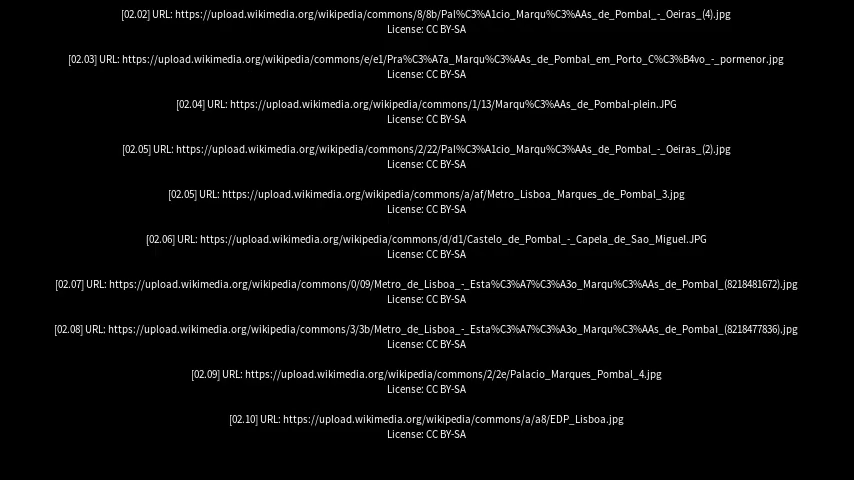 [02.02] URL: https://upload.wikimedia.org/wikipedia/commons/8/8b/Pal%C3%A1cio_Marqu%C3%AAs_de_Pombal_-_Oeiras_(4).jpg
License: CC BY-SA
[02.03] URL: https://upload.wikimedia.org/wikipedia/commons/e/e1/Pra%C3%A7a_Marqu%C3%AAs_de_Pombal_em_Porto_C%C3%B4vo_-_pormenor.jpg
License: CC BY-SA
[02.04] URL: https://upload.wikimedia.org/wikipedia/commons/1/13/Marqu%C3%AAs_de_Pombal-plein.JPG
License: CC BY-SA
[02.05] URL: https://upload.wikimedia.org/wikipedia/commons/2/22/Pal%C3%A1cio_Marqu%C3%AAs_de_Pombal_-_Oeiras_(2).jpg
License: CC BY-SA
[02.05] URL: https://upload.wikimedia.org/wikipedia/commons/a/af/Metro_Lisboa_Marques_de_Pombal_3.jpg
License: CC BY-SA
[02.06] URL: https://upload.wikimedia.org/wikipedia/commons/d/d1/Castelo_de_Pombal_-_Capela_de_Sao_Miguel.JPG
License: CC BY-SA
[02.07] URL: https://upload.wikimedia.org/wikipedia/commons/0/09/Metro_de_Lisboa_-_Esta%C3%A7%C3%A3o_Marqu%C3%AAs_de_Pombal_(8218481672).jpg
License: CC BY-SA
[02.08] URL: https://upload.wikimedia.org/wikipedia/commons/3/3b/Metro_de_Lisboa_-_Esta%C3%A7%C3%A3o_Marqu%C3%AAs_de_Pombal_(8218477836).jpg
License: CC BY-SA
[02.09] URL: https://upload.wikimedia.org/wikipedia/commons/2/2e/Palacio_Marques_Pombal_4.jpg
License: CC BY-SA
[02.10] URL: https://upload.wikimedia.org/wikipedia/commons/a/a8/EDP_Lisboa.jpg
License: CC BY-SA